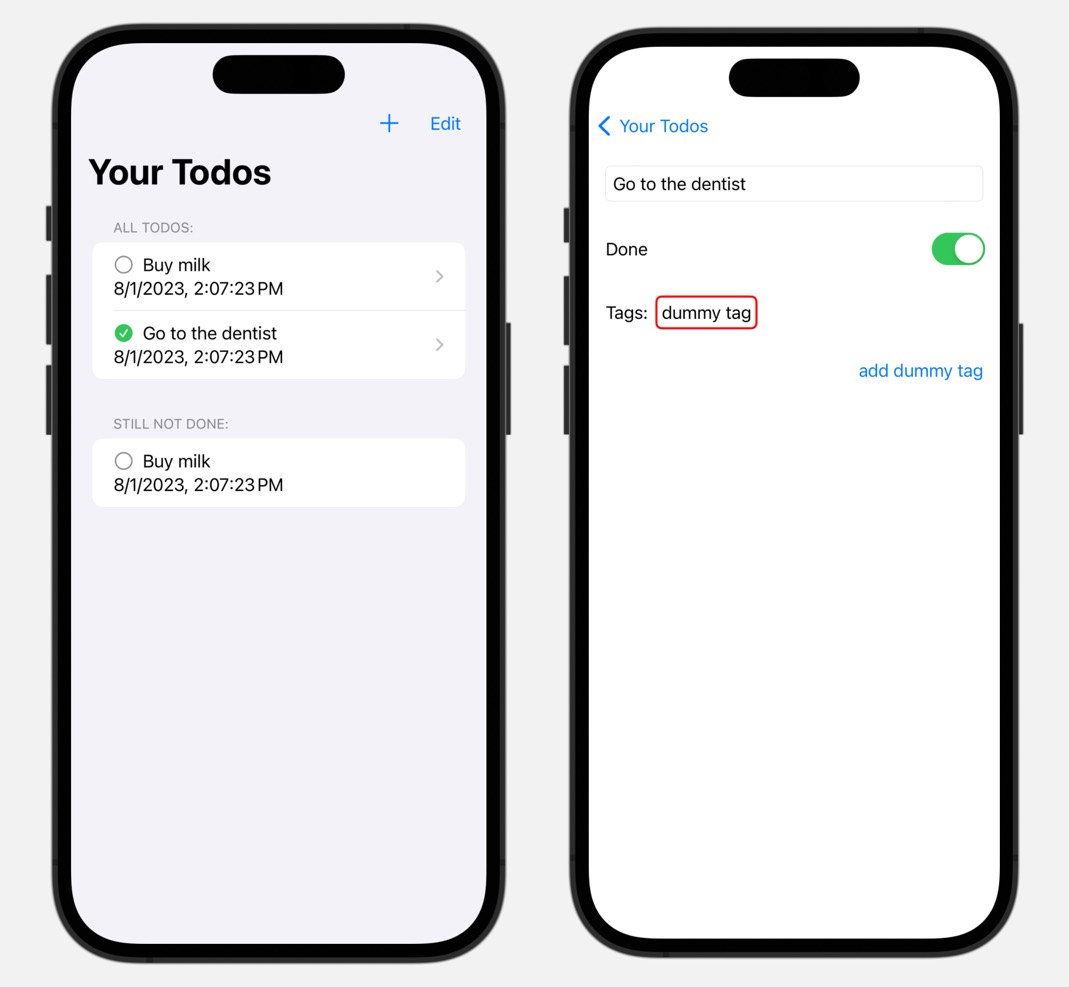 + Edit
Your Todos
ALL TODOS:
Buy milk
8/1/2023, 2:07:23 PM
Go to the dentist
8/1/2023, 2:07:23 PM
STILL NOT DONE:
Buy milk
8/1/2023, 2:07:23 PM
Your Todos
Go to the dentist
Done
Tags: dummy tag
add dummy tag